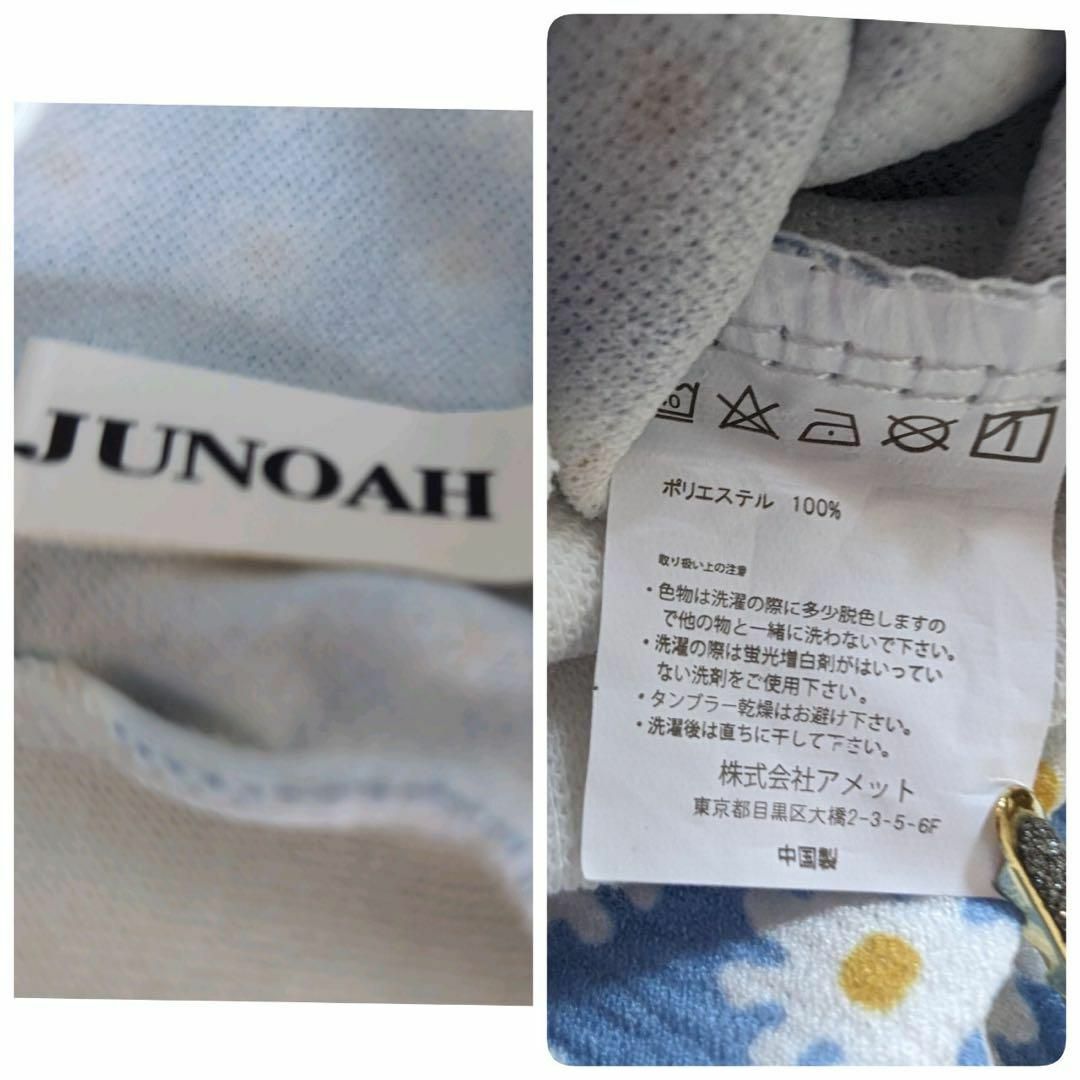 JUNOAH
ポリエステル 100%
取り扱い上の注意
・色物は洗濯の際に多少脱色しますの
で他の物と一緒に洗わないで下さい。
・洗濯の際は蛍光増白剤がはいってい
ない洗剤をご使用下さい。
・タンブラー乾燥はお避け下さい。
・洗濯後は直ちに干して下さい。
株式会社アメット
東京都目黒区大橋2-3-5-6F
中国製